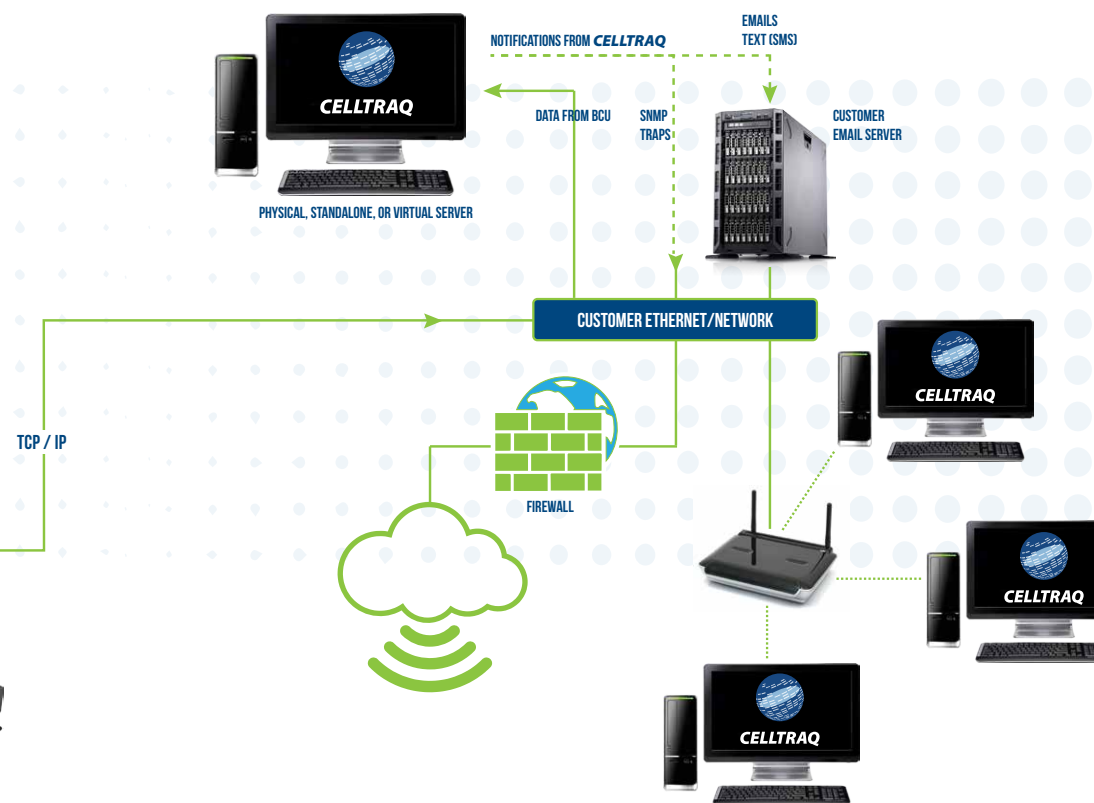 NOTIFICATIONS FROM CELLTRAQ
EMAILS
TEXT (SMS)
CELLTRAQ
DATA FROM BCU
SNMP
TRAPS
CUSTOMER
EMAIL SERVER
PHYSICAL, STANDALONE, OR VIRTUAL SERVER
CUSTOMER ETHERNET/NETWORK
CELLTRAQ
TCP / IP
FIREWALL
CELLTRAQ
CELLTRAQ